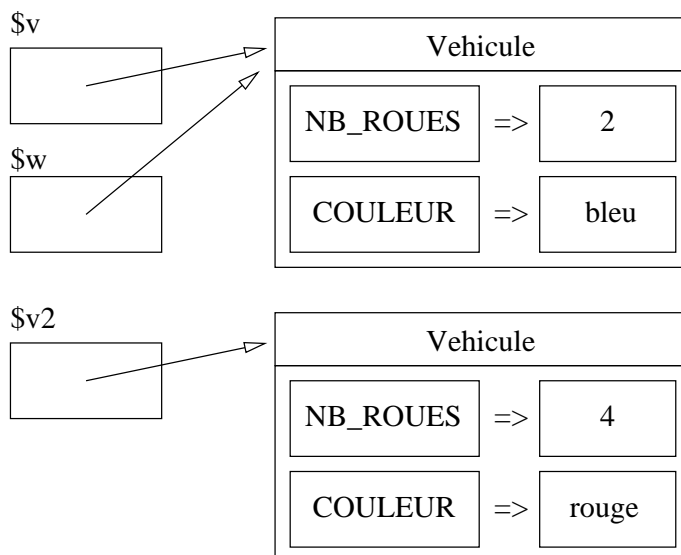 $v
Vehicule
NB_ROUES => 2
$w
COULEUR => bleu
$v2
Vehicule
NB_ROUES => 4
COULEUR => rouge